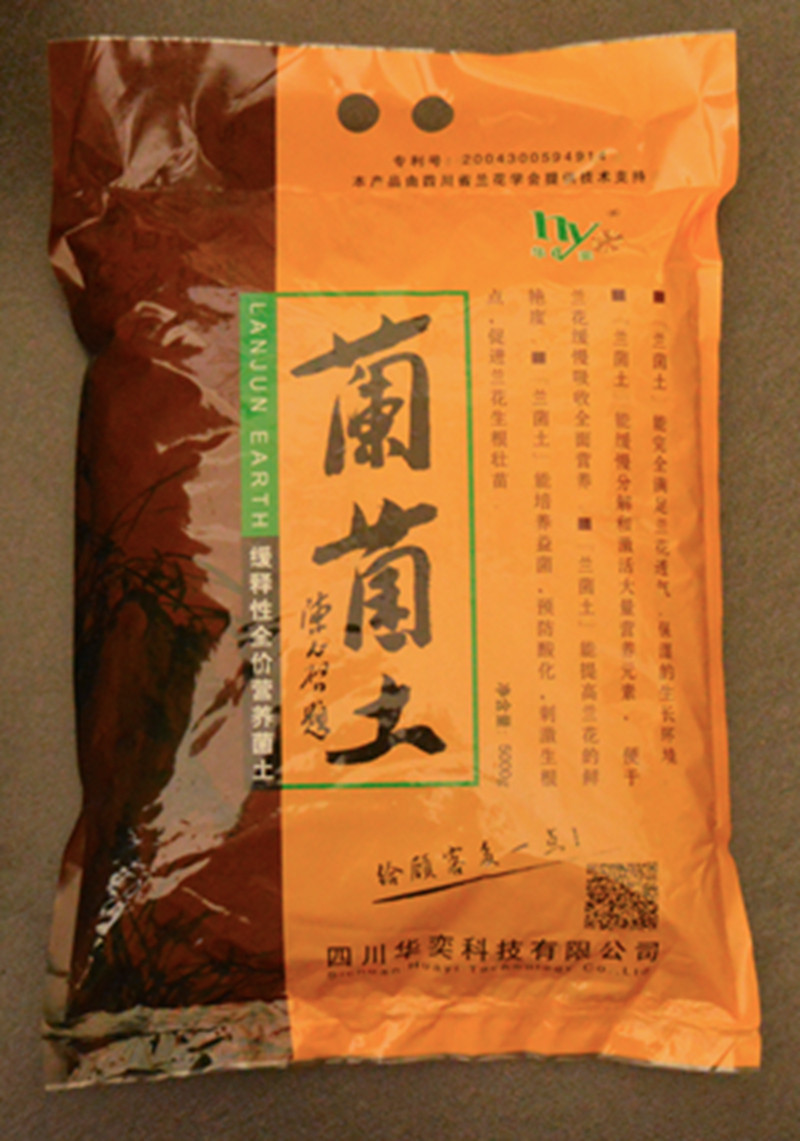 专利号：200430059491
本产品由四川省兰花学会提供技术支持
hy
LANJUN EARTH
缓释性全价营养菌土
蘭菌土
■「兰菌土」能完全满足兰花透气、保湿的生长环境
■「兰菌土」能缓慢分解和激活大量营养元素，便于
兰花缓慢吸收全面营养 ■「兰菌土」能提高兰花的鲜
艳度 ■「兰菌土」能培养益菌，预防酸化，刺激生根
点，促进兰花生根壮苗
净含量：5000g
给顾客多一点！
四川华奕科技有限公司
Sichuan Huayi Technology Co.,Ltd